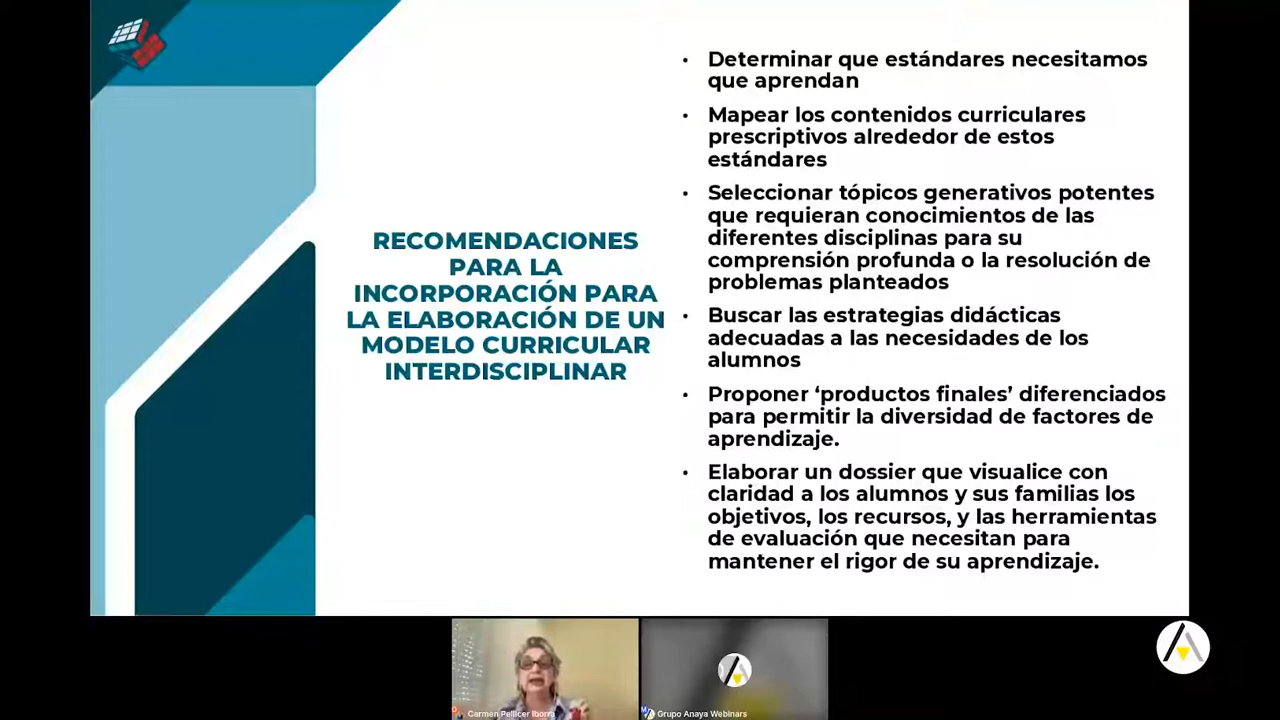 RECOMENDACIONES
PARA LA
INCORPORACIÓN PARA
LA ELABORACIÓN DE UN
MODELO CURRICULAR
INTERDISCIPLINAR
• Determinar que estándares necesitamos
que aprendan
• Mapear los contenidos curriculares
prescriptivos alrededor de estos
estándares
• Seleccionar tópicos generativos potentes
que requieran conocimientos de las
diferentes disciplinas para su
comprensión profunda o la resolución de
problemas planteados
• Buscar las estrategias didácticas
adecuadas a las necesidades de los
alumnos
• Proponer ‘productos finales’ diferenciados
para permitir la diversidad de factores de
aprendizaje.
• Elaborar un dossier que visualice con
claridad a los alumnos y sus familias los
objetivos, los recursos, y las herramientas
de evaluación que necesitan para
mantener el rigor de su aprendizaje.
Carmen Pellicer Iborra
Grupo Anaya Webinars